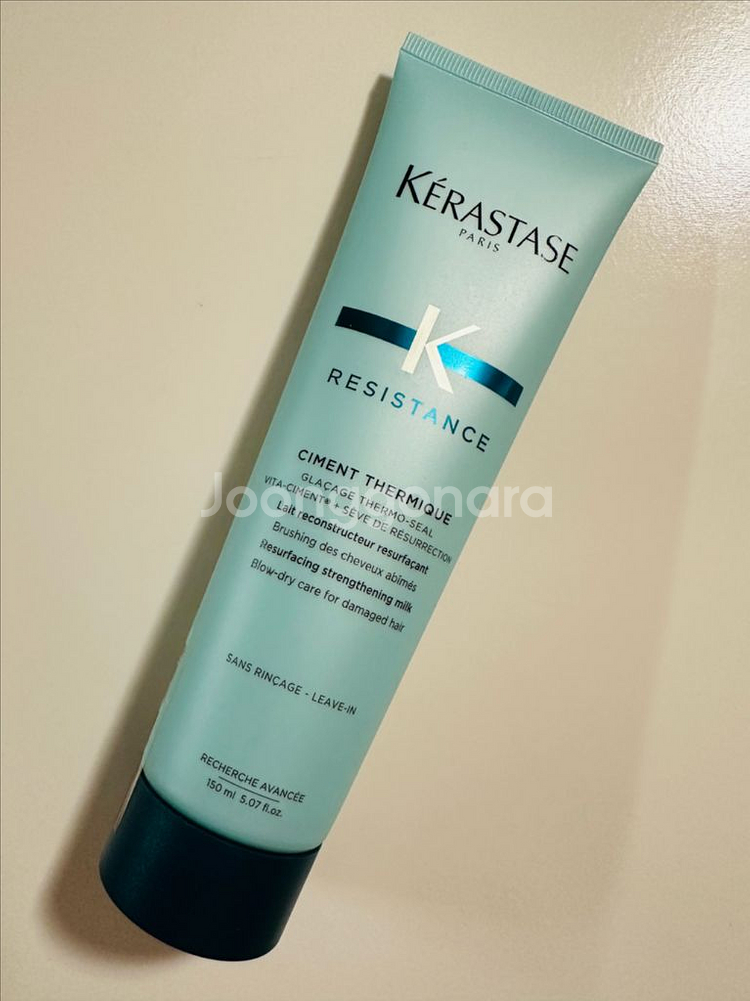 KÉRASTASE
PARIS
K
RESISTANCE
CIMENT THERMIQUE
GLAÇAGE THERMO-SEAL
VITA-CIMENT® + SÈVE DE RÉSURRECTION
Lait reconstructeur resurfaçant
Brushing des cheveux abîmés
Resurfacing strengthening milk
Blow-dry care for damaged hair
Joongonara
SANS RINÇAGE - LEAVE-IN
RECHERCHE AVANCÉE
150 ml 5.07 fl.oz.